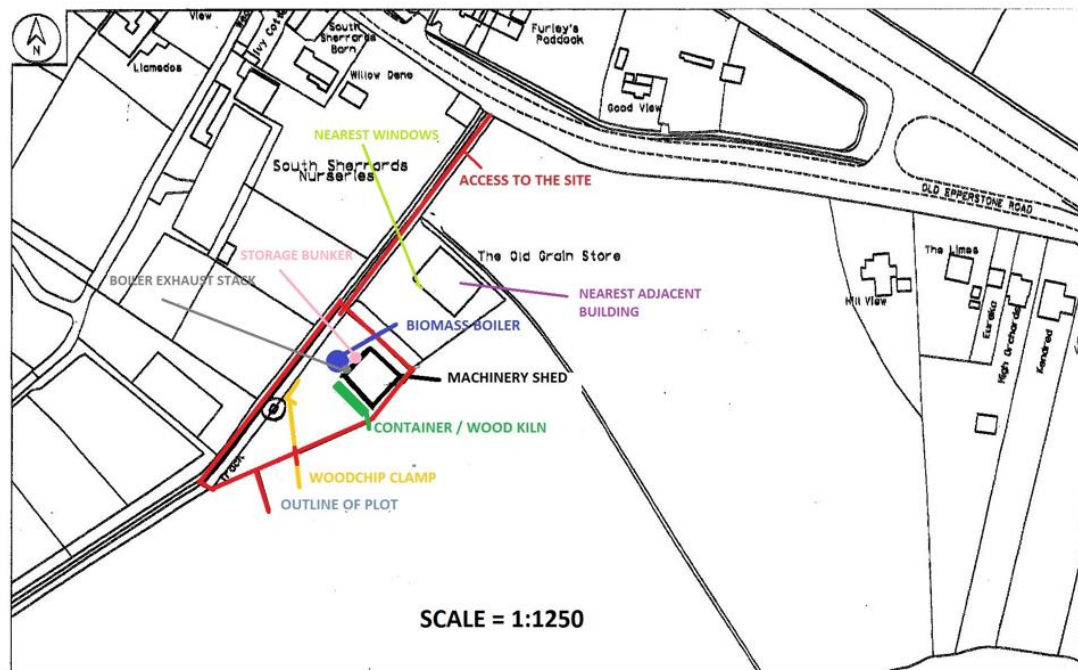 View
N
Llamedos
Ivy Cott
South
Sherrards
Barn
Willow Dene
Furley's
Paddock
Good View
NEAREST WINDOWS
South Sherrards
Nurseries
ACCESS TO THE SITE
OLD EPPERSTONE ROAD
STORAGE BUNKER
The Old Grain Store
BOILER EXHAUST STACK
NEAREST ADJACENT
BUILDING
The Limes
Hill View
Eureka
High Orchards
Kendred
BIOMASS BOILER
MACHINERY SHED
CONTAINER / WOOD KILN
Track
WOODCHIP CLAMP
OUTLINE OF PLOT
SCALE = 1:1250